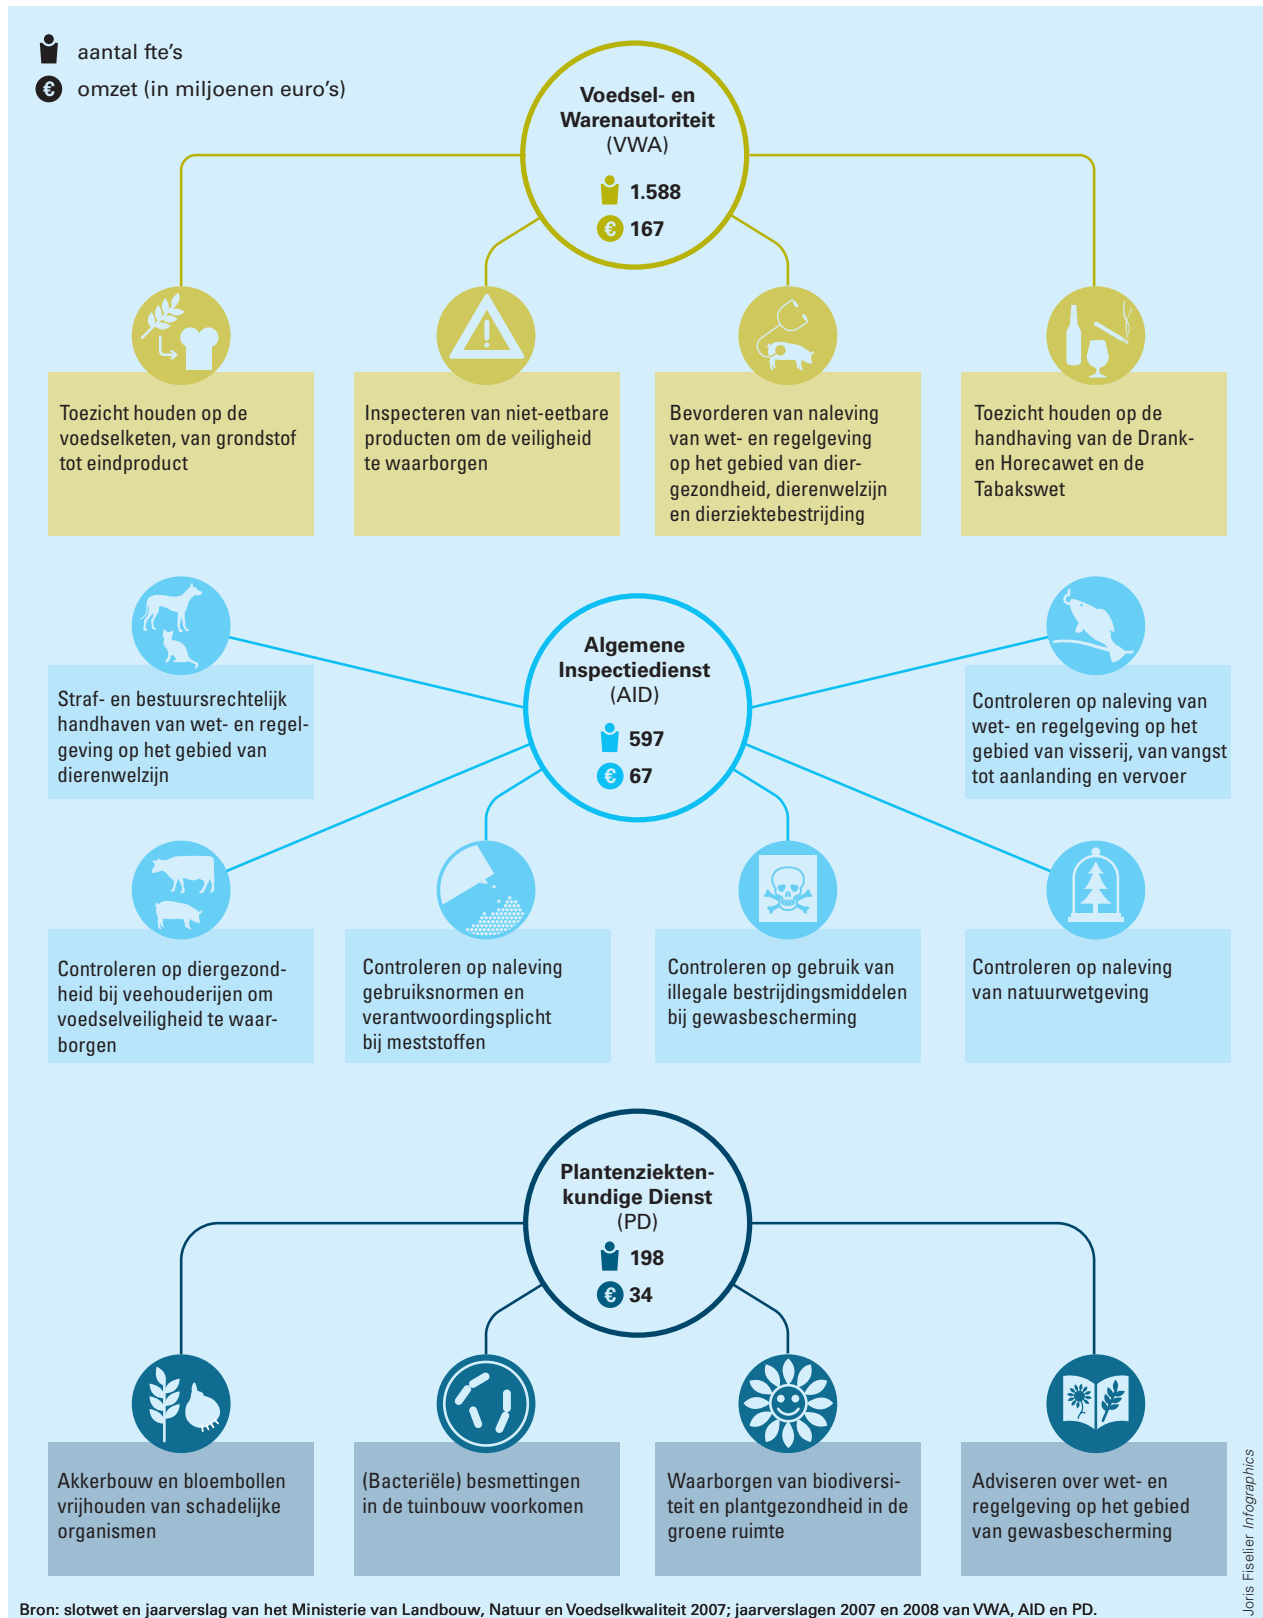 aantal fte's
€ omzet (in miljoenen euro's)
Voedsel- en
Warenautoriteit
(VWA)
1.588
€ 167
Toezicht houden op de
voedselketen, van grondstof
tot eindproduct
Inspecteren van niet-eetbare
producten om de veiligheid
te waarborgen
Bevorderen van naleving
van wet- en regelgeving
op het gebied van dier-
gezondheid, dierenwelzijn
en dierziektebestrijding
Toezicht houden op de
handhaving van de Drank-
en Horecawet en de
Tabakswet
Algemene
Inspectiedienst
(AID)
597
€ 67
Straf- en bestuursrechtelijk
handhaven van wet- en regel-
geving op het gebied van
dierenwelzijn
Controleren op naleving van
wet- en regelgeving op het
gebied van visserij, van vangst
tot aanlanding en vervoer
Controleren op diergezond-
heid bij veehouderijen om
voedselveiligheid te waar-
borgen
Controleren op naleving
gebruiksnormen en
verantwoordingsplicht
bij meststoffen
Controleren op gebruik van
illegale bestrijdingsmiddelen
bij gewasbescherming
Controleren op naleving
van natuurwetgeving
Plantenziekten-
kundige Dienst
(PD)
198
€ 34
Akkerbouw en bloembollen
vrijhouden van schadelijke
organismen
(Bacteriële) besmettingen
in de tuinbouw voorkomen
Waarborgen van biodiversi-
teit en plantgezondheid in de
groene ruimte
Adviseren over wet- en
regelgeving op het gebied
van gewasbescherming
Joris Fiselier Infographics
Bron: slotwet en jaarverslag van het Ministerie van Landbouw, Natuur en Voedselkwaliteit 2007; jaarverslagen 2007 en 2008 van VWA, AID en PD.